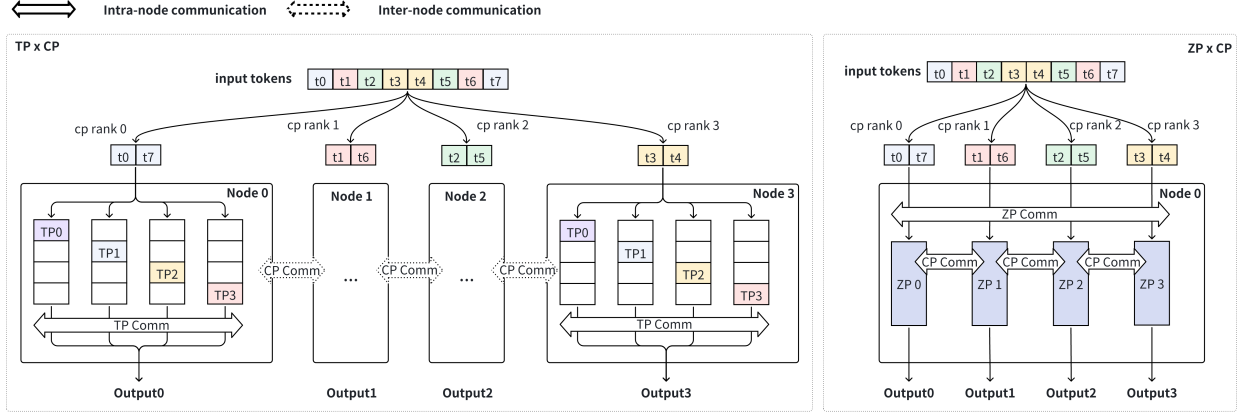 Intra-node communication
Inter-node communication
TP x CP
input tokens
t0 t1 t2 t3 t4 t5 t6 t7
cp rank 0
cp rank 1
cp rank 2
cp rank 3
t0 t7
t1 t6
t2 t5
t3 t4
Node 0
Node 1
Node 2
Node 3
TP0
TP1
TP2
TP3
CP Comm
...
CP Comm
...
CP Comm
TP0
TP1
TP2
TP3
TP Comm
TP Comm
Output0
Output1
Output2
Output3
ZP x CP
input tokens
t0 t1 t2 t3 t4 t5 t6 t7
cp rank 0
cp rank 1
cp rank 2
cp rank 3
t0 t7
t1 t6
t2 t5
t3 t4
Node 0
ZP Comm
CP Comm
CP Comm
CP Comm
ZP 0
ZP 1
ZP 2
ZP 3
Output0
Output1
Output2
Output3